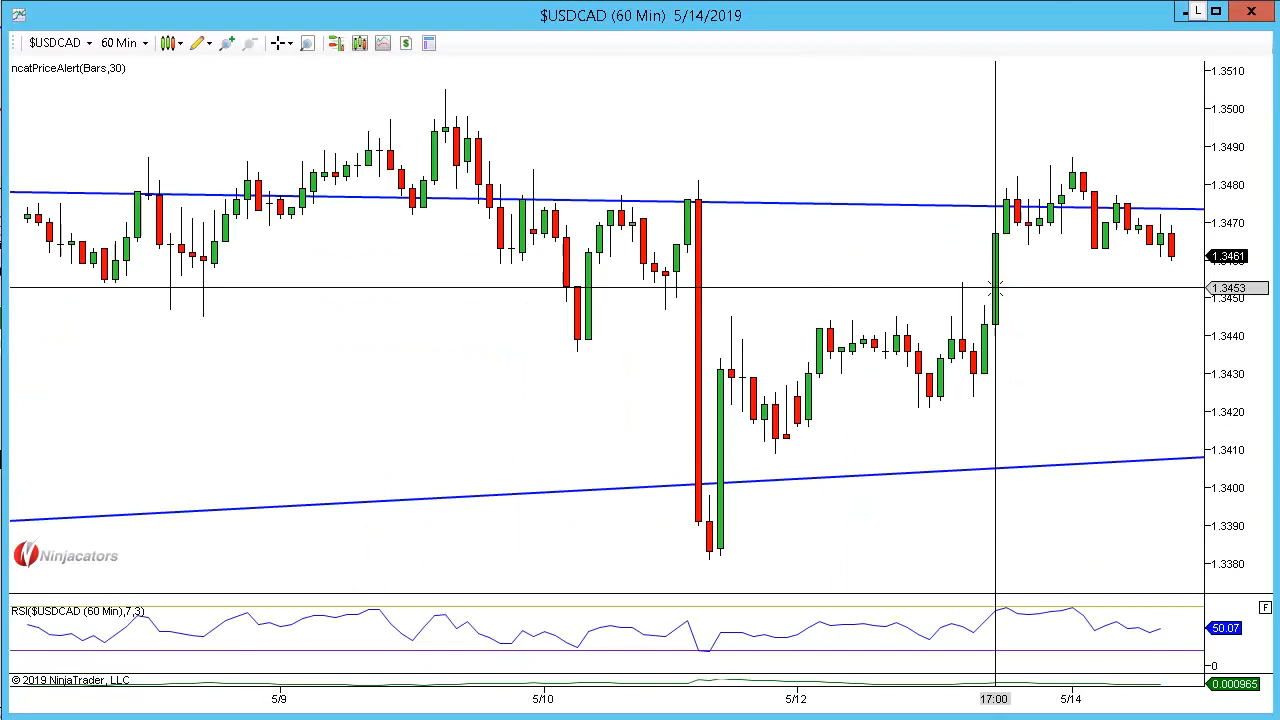 $USDCAD (60 Min) 5/14/2019
L
$USDCAD 60 Min
ncatPriceAlert(Bars,30)
1.3510
1.3500
1.3490
1.3480
1.3470
1.3461
1.3453
1.3450
1.3440
1.3430
1.3420
1.3410
1.3400
1.3390
1.3380
Ninjacators
RSI($USDCAD (60 Min),7,3)
F
50.07
0
© 2019 NinjaTrader, LLC
0.000965
5/9 5/10 5/12 17:00 5/14